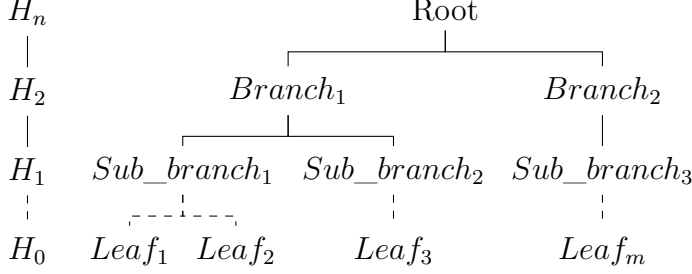 H_n Root
H_2 Branch_1 Branch_2
H_1 Sub_branch_1 Sub_branch_2 Sub_branch_3
H_0 Leaf_1 Leaf_2 Leaf_3 Leaf_m